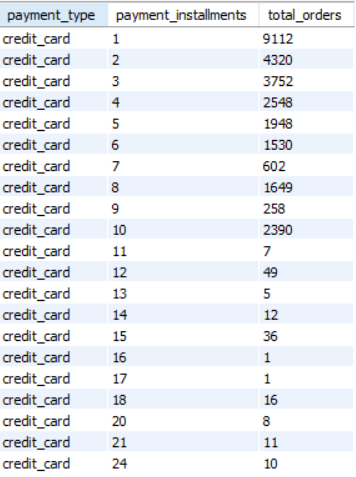 payment_type payment_installments total_orders
credit_card 1 9112
credit_card 2 4320
credit_card 3 3752
credit_card 4 2548
credit_card 5 1948
credit_card 6 1530
credit_card 7 602
credit_card 8 1649
credit_card 9 258
credit_card 10 2390
credit_card 11 7
credit_card 12 49
credit_card 13 5
credit_card 14 12
credit_card 15 36
credit_card 16 1
credit_card 17 1
credit_card 18 16
credit_card 20 8
credit_card 21 11
credit_card 24 10